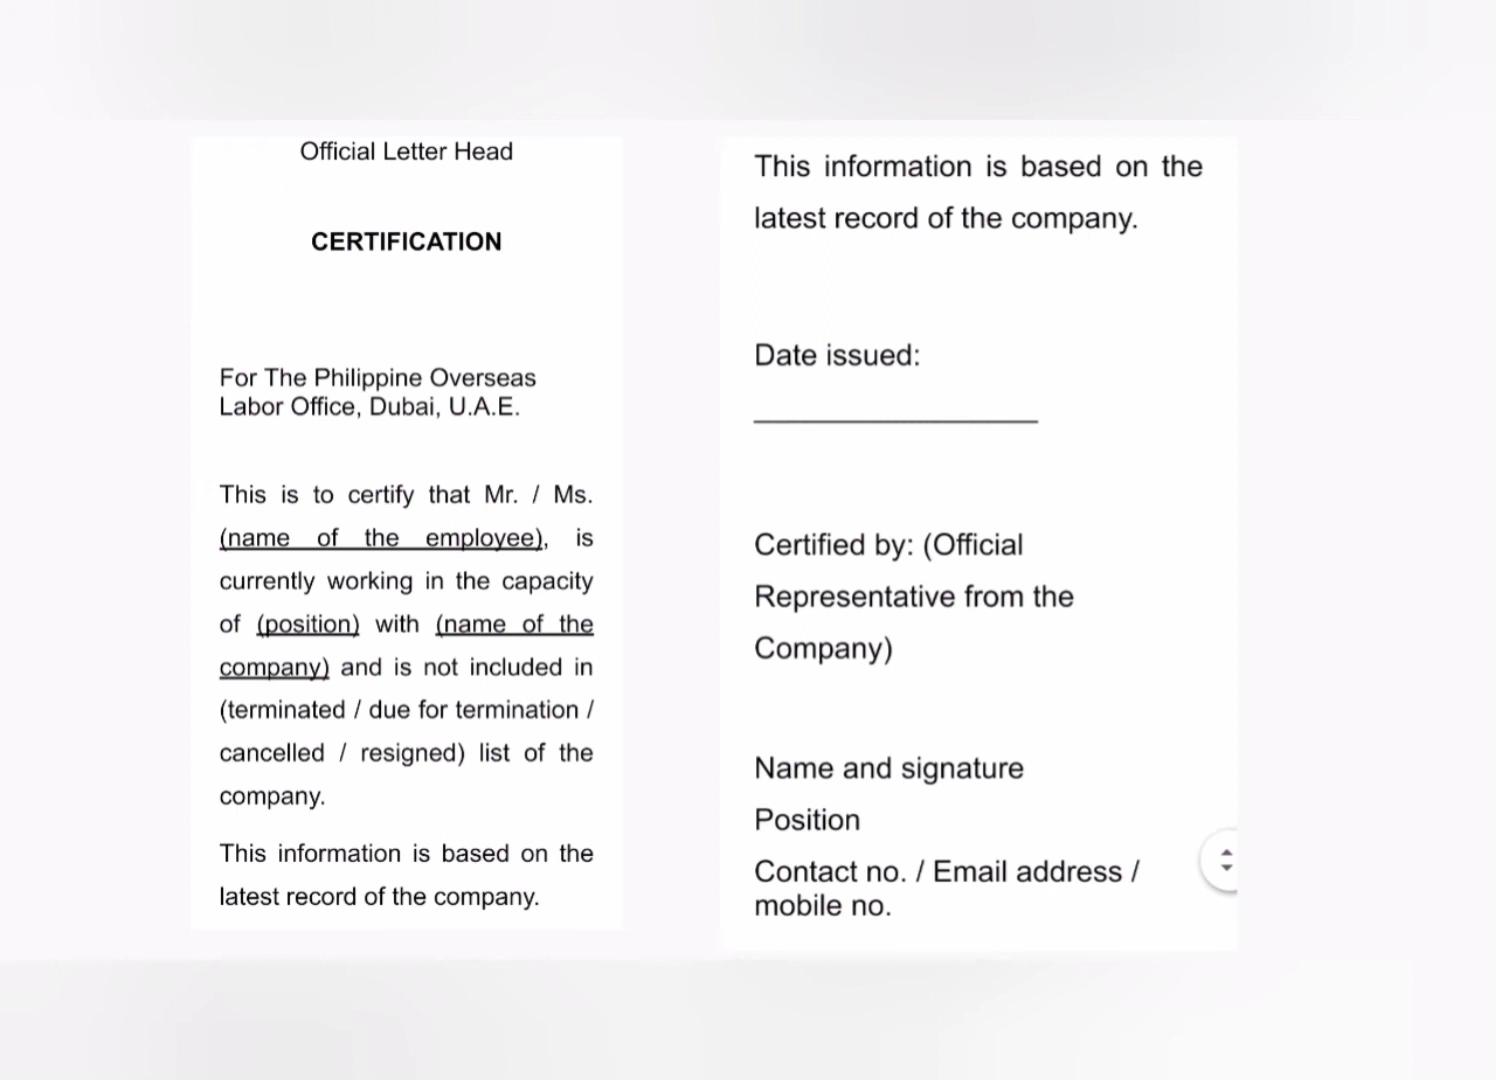 Official Letter Head
CERTIFICATION
For The Philippine Overseas
Labor Office, Dubai, U.A.E.
This is to certify that Mr. / Ms.
(name of the employee), is
currently working in the capacity
of (position) with (name of the
company) and is not included in
(terminated / due for termination /
cancelled / resigned) list of the
company.
This information is based on the
latest record of the company.
This information is based on the
latest record of the company.
Date issued:
Certified by: (Official
Representative from the
Company)
Name and signature
Position
Contact no. / Email address /
mobile no.